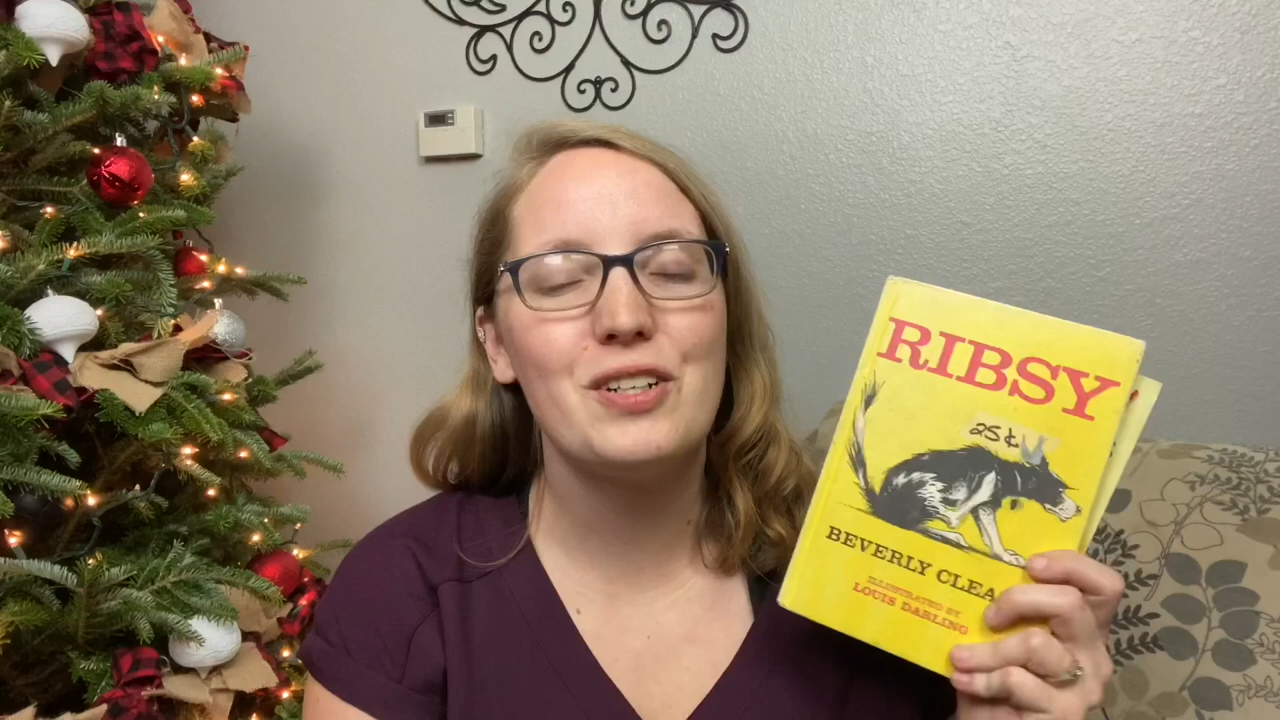 RIBSY
25¢
BEVERLY CLEA
ILLUSTRATED BY
LOUIS DARLING